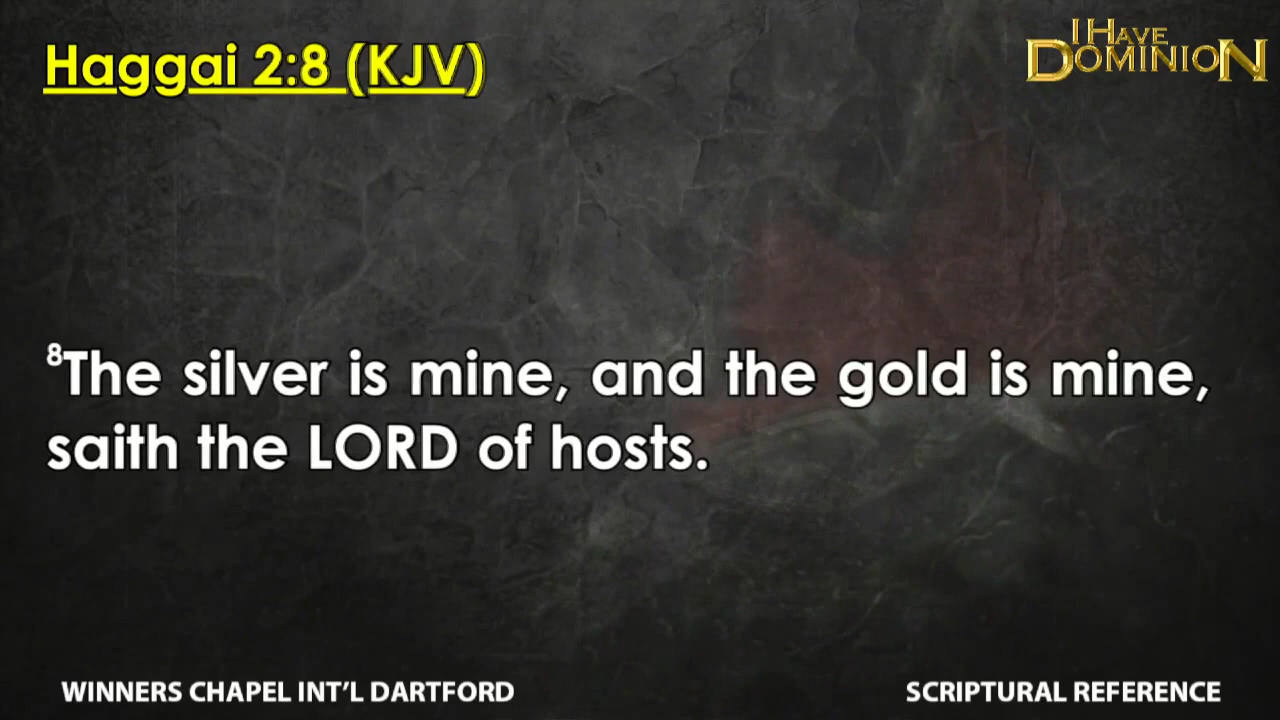 Haggai 2:8 (KJV)
I HAVE
DOMINION
⁸The silver is mine, and the gold is mine,
saith the LORD of hosts.
WINNERS CHAPEL INT'L DARTFORD
SCRIPTURAL REFERENCE